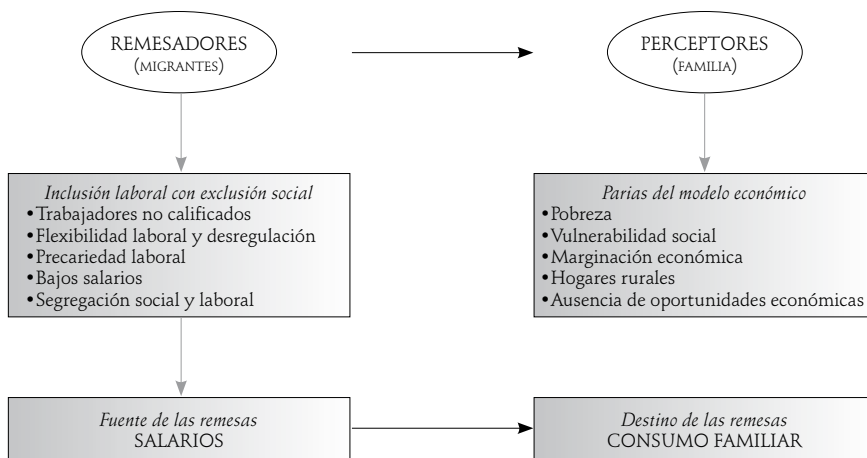 REMESADORES
(MIGRANTES)
PERCEPTORES
(FAMILIA)
Inclusión laboral con exclusión social
•Trabajadores no calificados
•Flexibilidad laboral y desregulación
•Precariedad laboral
•Bajos salarios
•Segregación social y laboral
Parias del modelo económico
•Pobreza
•Vulnerabilidad social
•Marginación económica
•Hogares rurales
•Ausencia de oportunidades económicas
Fuente de las remesas
SALARIOS
Destino de las remesas
CONSUMO FAMILIAR